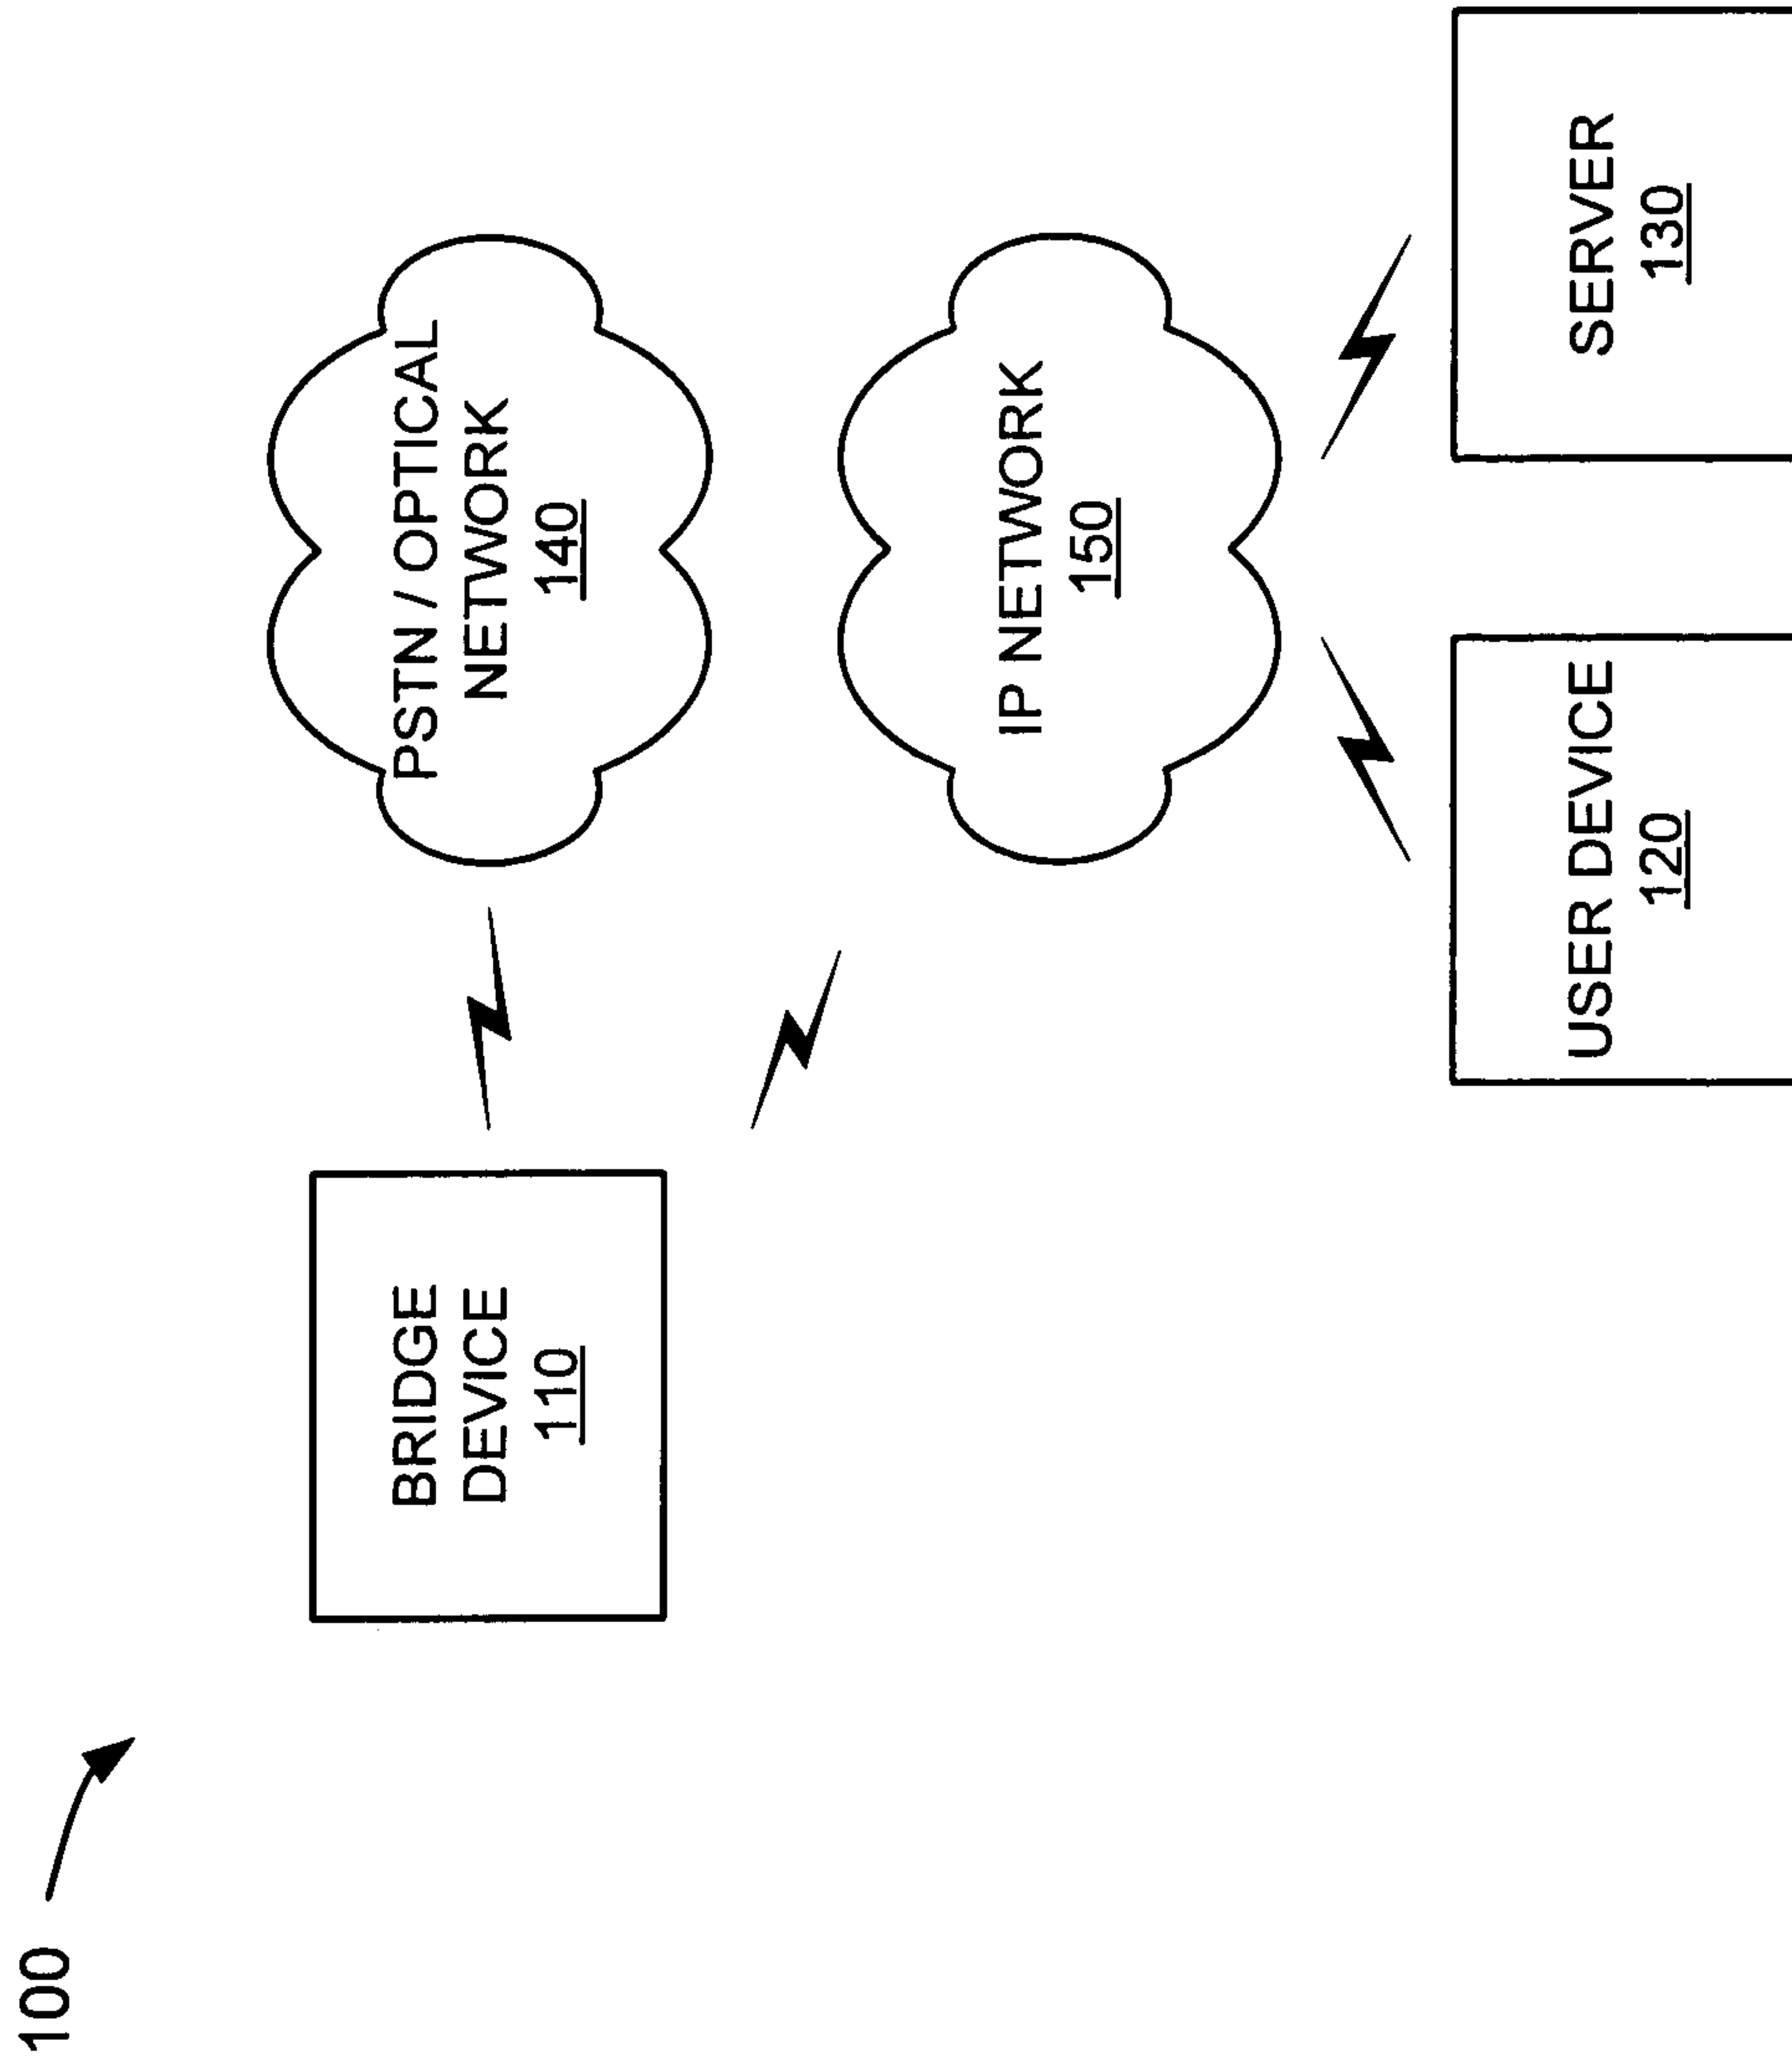 100
BRIDGE
DEVICE
110
PSTN / OPTICAL
NETWORK
140
IP NETWORK
150
USER DEVICE
120
SERVER
130